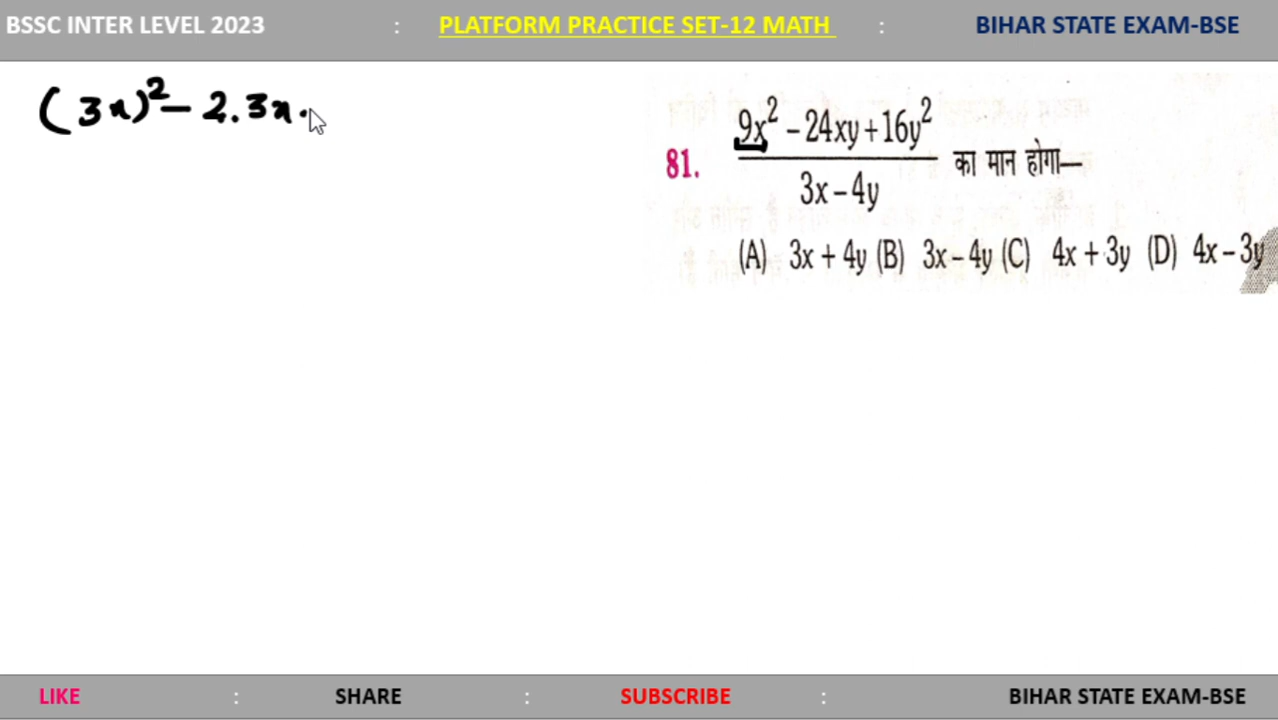 BSSC INTER LEVEL 2023 : PLATFORM PRACTICE SET-12 MATH : BIHAR STATE EXAM-BSE
(3x)² - 2.3x.
81. (9x² - 24xy + 16y²) / (3x - 4y) का मान होगा—
(A) 3x + 4y (B) 3x - 4y (C) 4x + 3y (D) 4x - 3y
LIKE : SHARE : SUBSCRIBE : BIHAR STATE EXAM-BSE